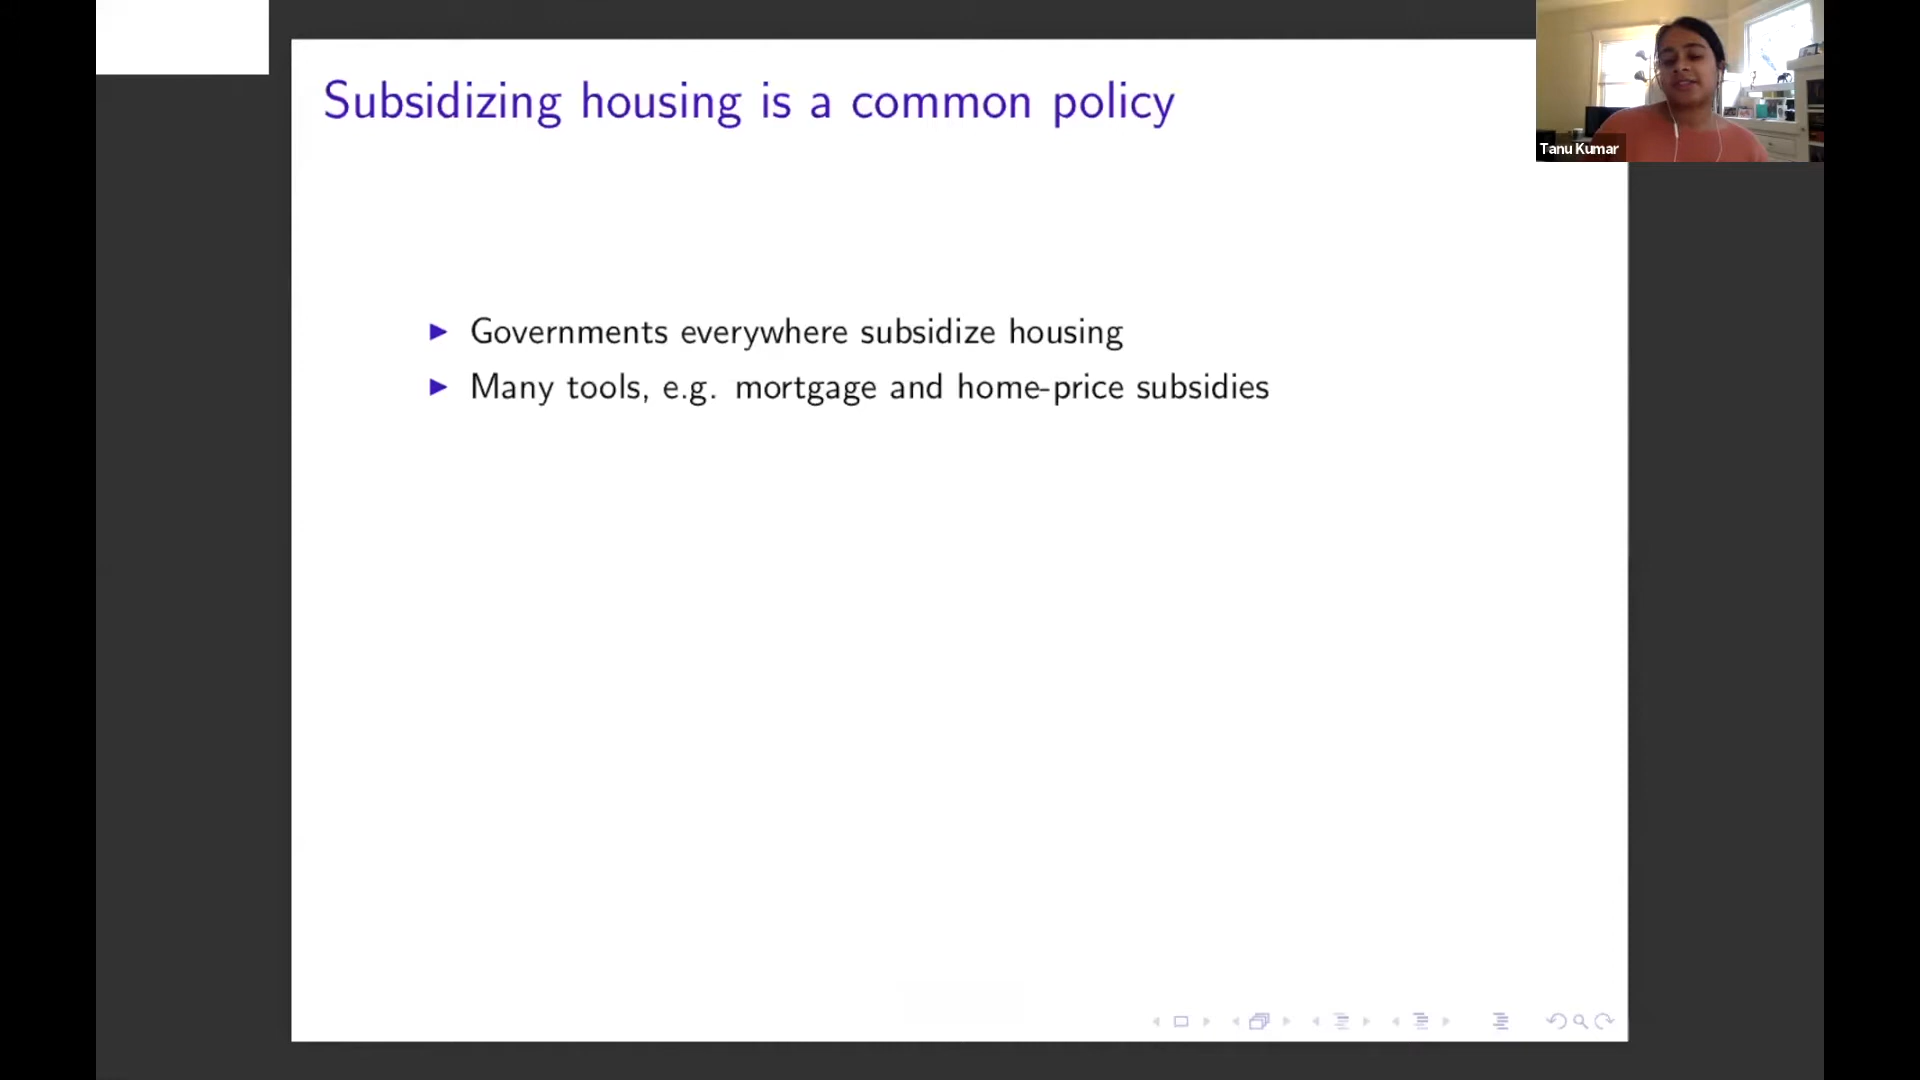 Subsidizing housing is a common policy
Tanu Kumar
Governments everywhere subsidize housing
Many tools, e.g. mortgage and home-price subsidies